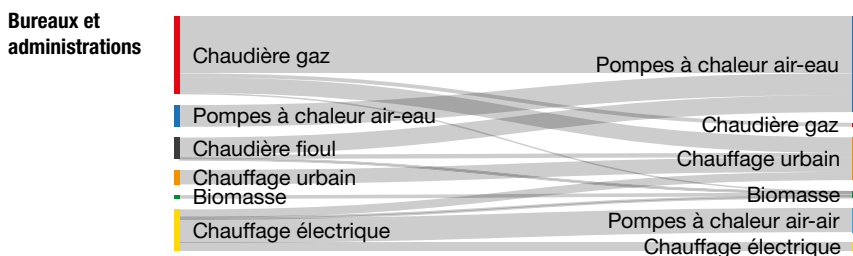 Bureaux et
administrations
Chaudière gaz
Pompes à chaleur air-eau
Chaudière fioul
Chauffage urbain
Biomasse
Chauffage électrique
Pompes à chaleur air-eau
Chaudière gaz
Chauffage urbain
Biomasse
Pompes à chaleur air-air
Chauffage électrique